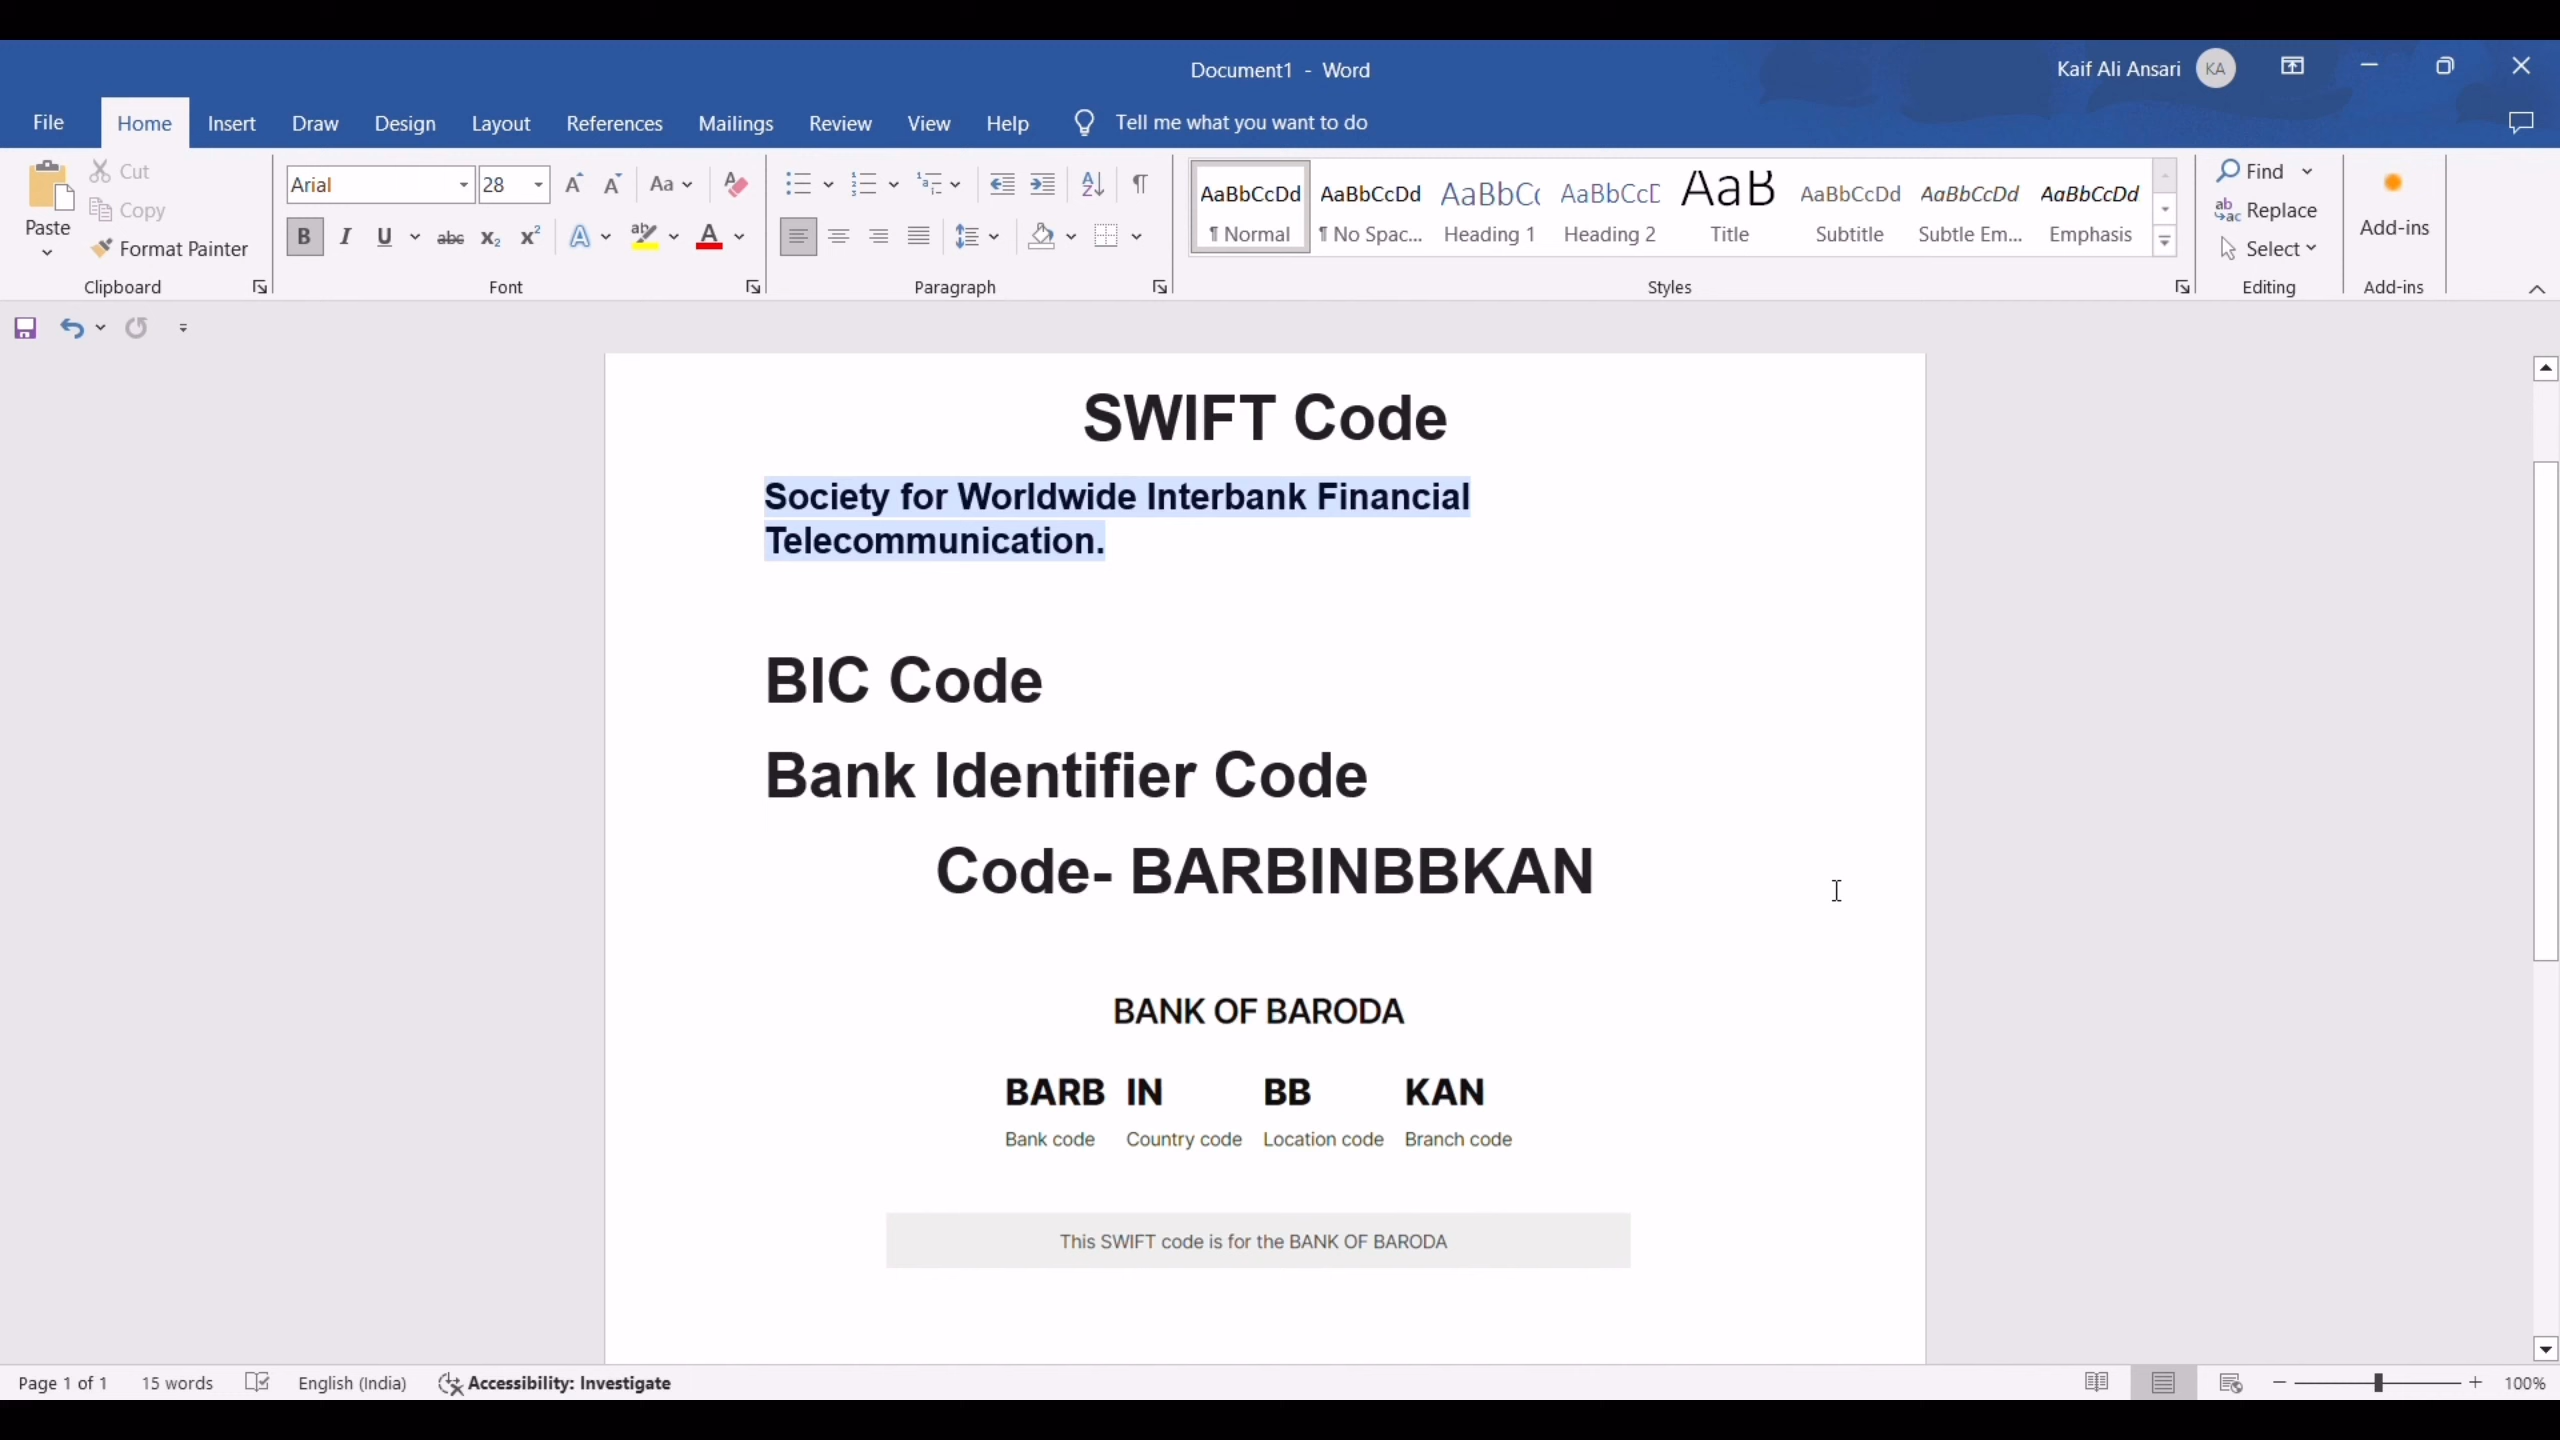 Document1 - Word
Kaif Ali Ansari KA
File Home Insert Draw Design Layout References Mailings Review View Help Tell me what you want to do
Paste Cut Copy Format Painter
Clipboard
Arial 28
Font
Paragraph
AaBbCcDd AaBbCcDd AaBbC AaBbCcD AaB AaBbCcDd AaBbCcDd AaBbCcDd
¶ Normal ¶ No Spac... Heading 1 Heading 2 Title Subtitle Subtle Em... Emphasis
Styles
Find
Replace
Select
Editing
Add-ins
Add-ins
SWIFT Code
Society for Worldwide Interbank Financial
Telecommunication.
BIC Code
Bank Identifier Code
Code- BARBINBBKAN
BANK OF BARODA
BARB IN BB KAN
Bank code Country code Location code Branch code
This SWIFT code is for the BANK OF BARODA
Page 1 of 1 15 words English (India) Accessibility: Investigate 100%